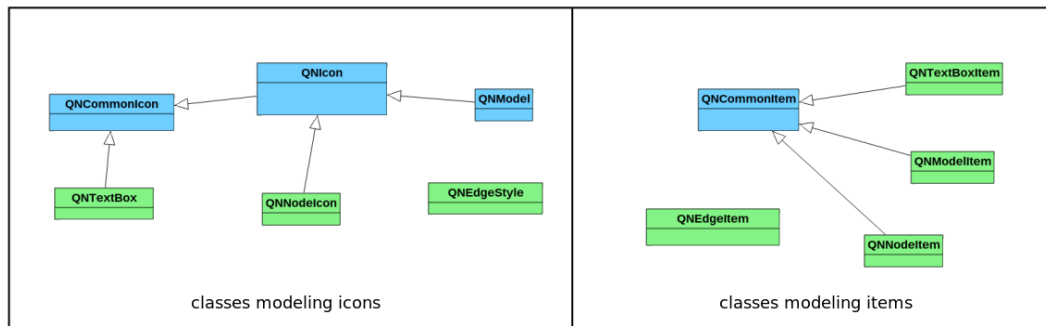 QNIcon
QNCommonIcon
QNModel
QNTextBox
QNNodeIcon
QNEdgeStyle
classes modeling icons
QNTextBoxItem
QNCommonItem
QNModelItem
QNEdgeItem
QNNodeItem
classes modeling items